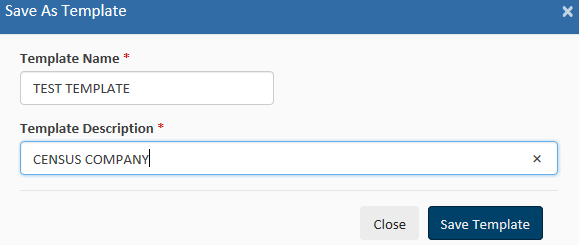 Save As Template ×
Template Name *
TEST TEMPLATE
Template Description *
CENSUS COMPANY ×
Close Save Template